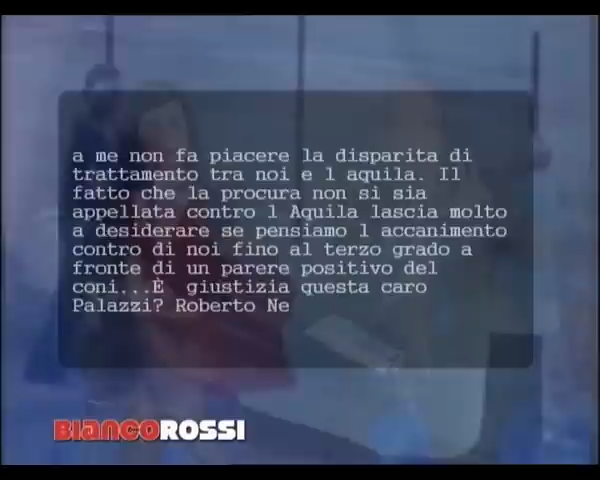 a me non fa piacere la disparita di
trattamento tra noi e l aquila. Il
fatto che la procura non si sia
appellata contro l Aquila lascia molto
a desiderare se pensiamo l accanimento
contro di noi fino al terzo grado a
fronte di un parere positivo del
coni...È  giustizia questa caro
Palazzi? Roberto Ne
BIANCOROSSI